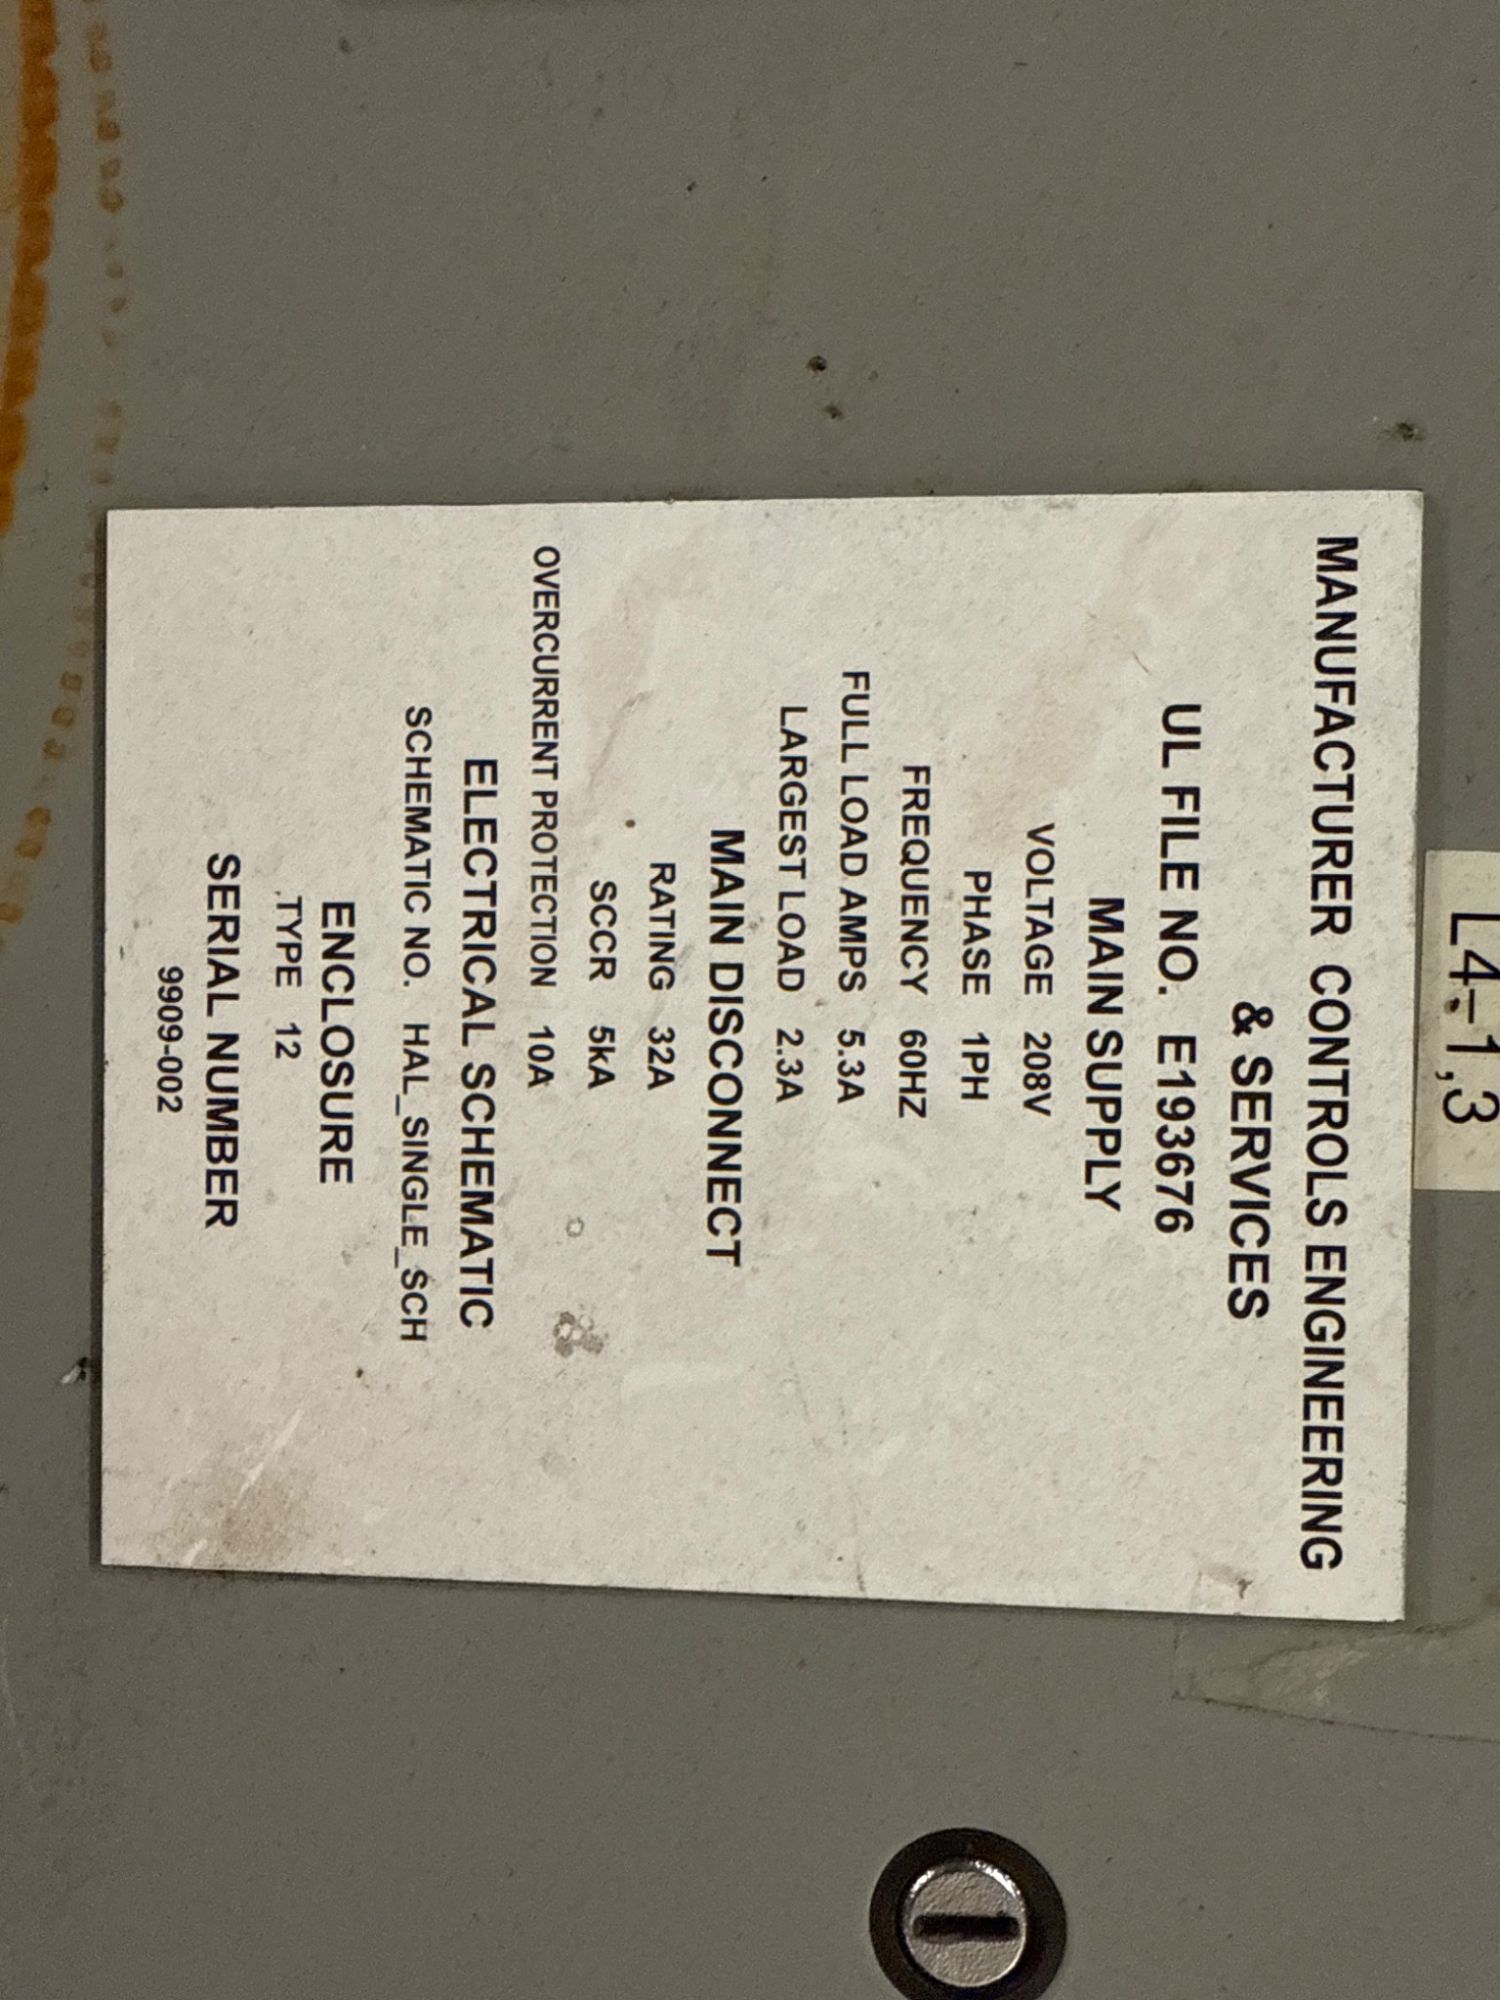 L4-1,3
MANUFACTURER CONTROLS ENGINEERING
& SERVICES
UL FILE NO. E193676
MAIN SUPPLY
VOLTAGE 208V
PHASE 1PH
FREQUENCY 60HZ
FULL LOAD AMPS 5.3A
LARGEST LOAD 2.3A
MAIN DISCONNECT
RATING 32A
SCCR 5kA
OVERCURRENT PROTECTION 10A
ELECTRICAL SCHEMATIC
SCHEMATIC NO. HAL_SINGLE_SCH
ENCLOSURE
TYPE 12
SERIAL NUMBER
9909-002